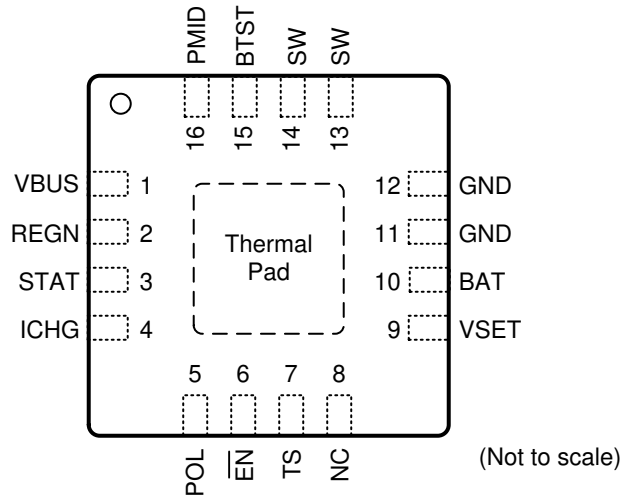 PMID
BTST
SW
SW
16
15
14
13
VBUS 1
REGN 2
STAT 3
ICHG 4
Thermal
Pad
12 GND
11 GND
10 BAT
9 VSET
5 6 7 8
POL
E̅N̅
TS
NC
(Not to scale)